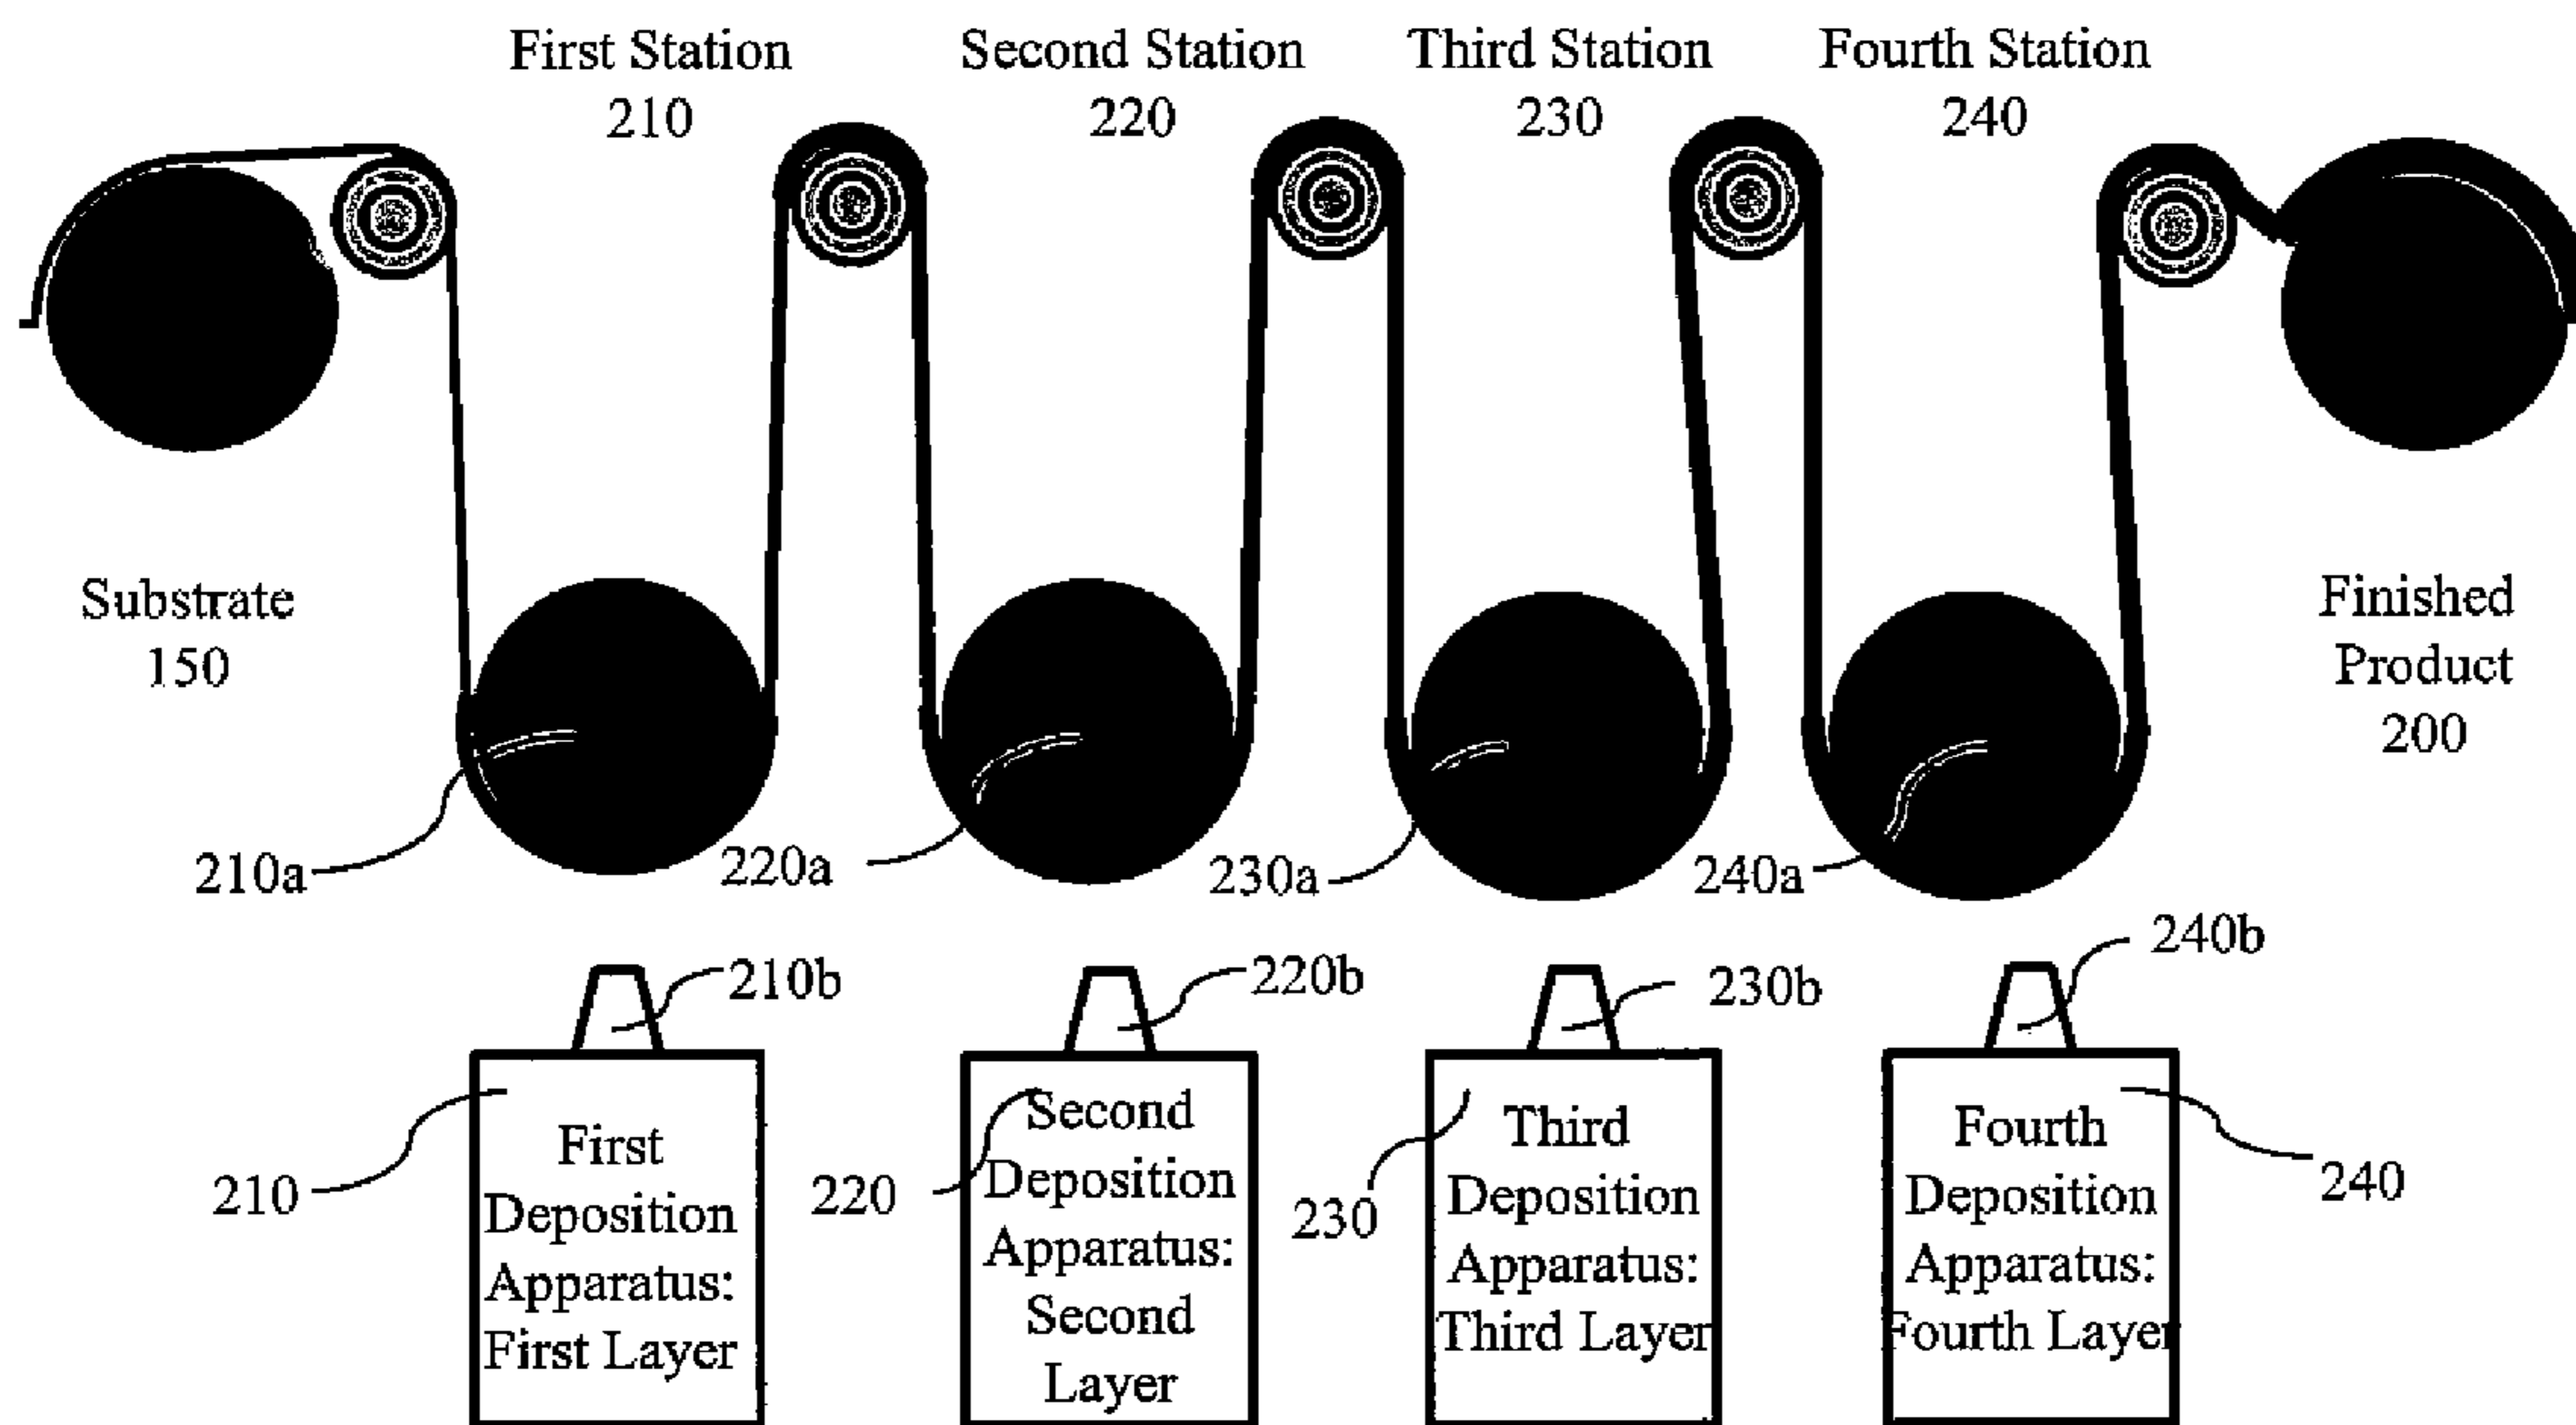 First Station
210
Second Station
220
Third Station
230
Fourth Station
240
Substrate
150
Finished
Product
200
210a
220a
230a
240a
210b
220b
230b
240b
210
First
Deposition
Apparatus:
First Layer
220
Second
Deposition
Apparatus:
Second
Layer
230
Third
Deposition
Apparatus:
Third Layer
240
Fourth
Deposition
Apparatus:
Fourth Layer